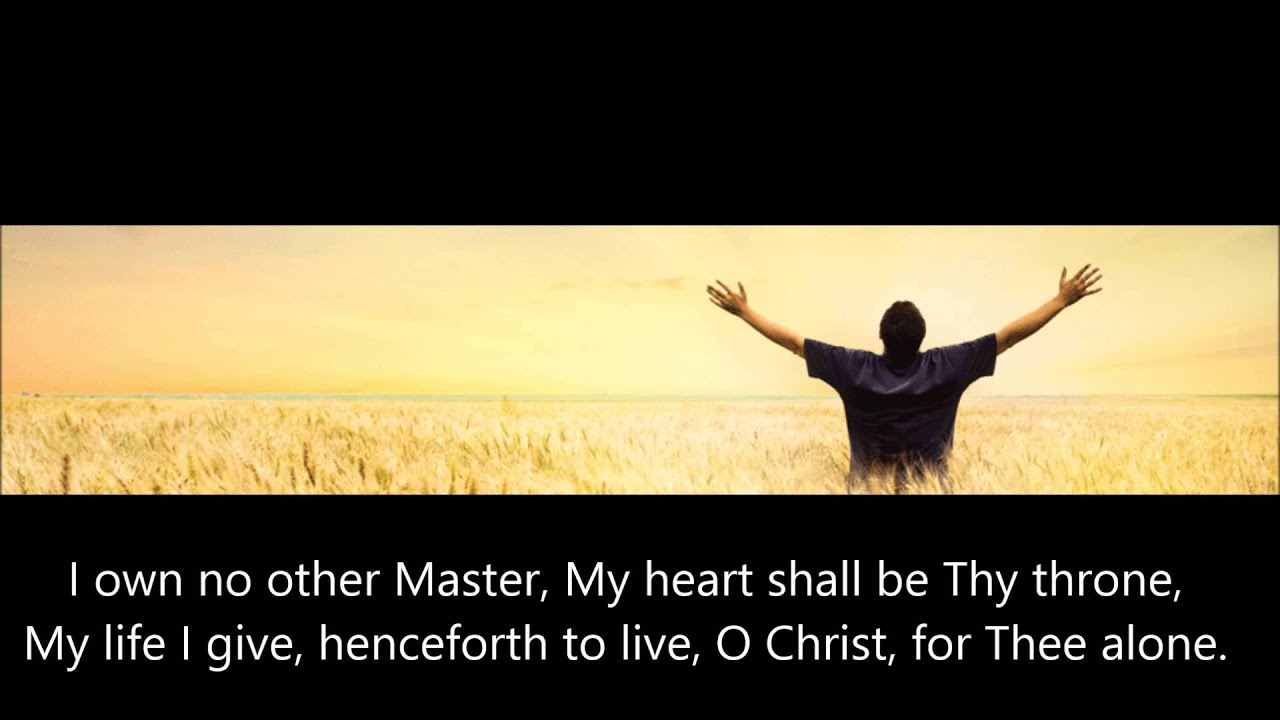 I own no other Master, My heart shall be Thy throne,
My life I give, henceforth to live, O Christ, for Thee alone.